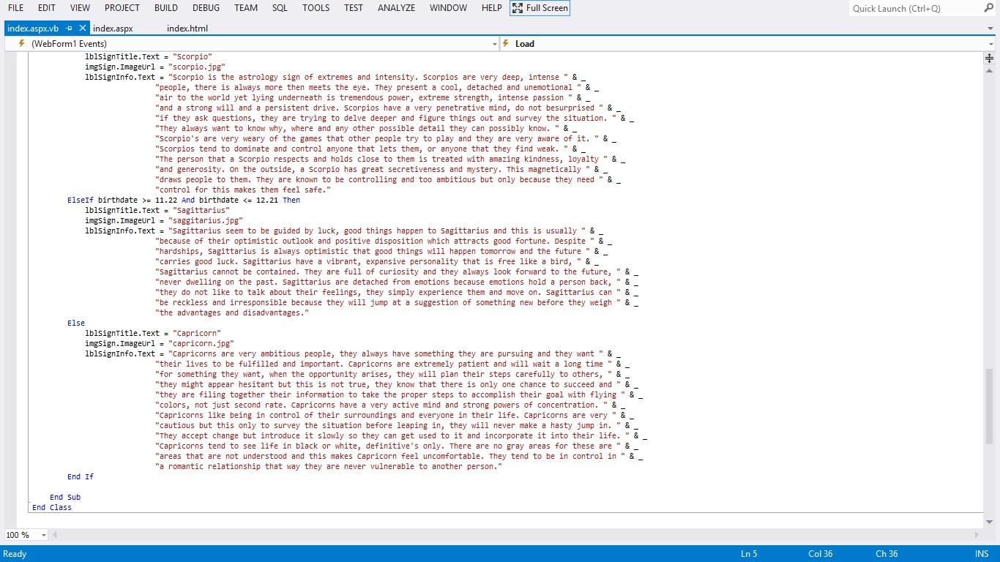 FILE EDIT VIEW PROJECT BUILD DEBUG TEAM SQL TOOLS TEST ANALYZE WINDOW HELP Full Screen Quick Launch (Ctrl+Q)
index.aspx.vb index.aspx index.html
(WebForm1 Events) Load
lblSignTitle.Text = "Scorpio"
imgSign.ImageUrl = "scorpio.jpg"
lblSignInfo.Text = "Scorpio is the astrology sign of extremes and intensity. Scorpios are very deep, intense " & _
"people, there is always more then meets the eye. They present a cool, detached and unemotional " & _
"air to the world yet lying underneath is tremendous power, extreme strength, intense passion " & _
"and a strong will and a persistent drive. Scorpios have a very penetrative mind, do not besurprised " & _
"if they ask questions, they are trying to delve deeper and figure things out and survey the situation. " & _
"They always want to know why, where and any other possible detail they can possibly know. " & _
"Scorpio's are very weary of the games that other people try to play and they are very aware of it. " & _
"Scorpios tend to dominate and control anyone that lets them, or anyone that they find weak. " & _
"The person that a Scorpio respects and holds close to them is treated with amazing kindness, loyalty " & _
"and generosity. On the outside, a Scorpio has great secretiveness and mystery. This magnetically " & _
"draws people to them. They are known to be controlling and too ambitious but only because they need " & _
"control for this makes them feel safe."
ElseIf birthdate >= 11.22 And birthdate <= 12.21 Then
lblSignTitle.Text = "Sagittarius"
imgSign.ImageUrl = "saggitarius.jpg"
lblSignInfo.Text = "Sagittarius seem to be guided by luck, good things happen to Sagittarius and this is usually " & _
"because of their optimistic outlook and positive disposition which attracts good fortune. Despite " & _
"hardships, Sagittarius is always optimistic that good things will happen tomorrow and the future " & _
"carries good luck. Sagittarius have a vibrant, expansive personality that is free like a bird, " & _
"Sagittarius cannot be contained. They are full of curiosity and they always look forward to the future, " & _
"never dwelling on the past. Sagittarius are detached from emotions because emotions hold a person back, " & _
"they do not like to talk about their feelings, they simply experience them and move on. Sagittarius can " & _
"be reckless and irresponsible because they will jump at a suggestion of something new before they weigh " & _
"the advantages and disadvantages."
Else
lblSignTitle.Text = "Capricorn"
imgSign.ImageUrl = "capricorn.jpg"
lblSignInfo.Text = "Capricorns are very ambitious people, they always have something they are pursuing and they want " & _
"their lives to be fulfilled and important. Capricorns are extremely patient and will wait a long time " & _
"for something they want, when the opportunity arises, they will plan their steps carefully to others, " & _
"they might appear hesitant but this is not true, they know that there is only one chance to succeed and " & _
"they are filing together their information to take the proper steps to accomplish their goal with flying " & _
"colors, not just second rate. Capricorns have a very active mind and strong powers of concentration. " & _
"Capricorns like being in control of their surroundings and everyone in their life. Capricorns are very " & _
"cautious but this only to survey the situation before leaping in, they will never make a hasty jump in. " & _
"They accept change but introduce it slowly so they can get used to it and incorporate it into their life. " & _
"Capricorns tend to see life in black or white, definitive's only. There are no gray areas for these are " & _
"areas that are not understood and this makes Capricorn feel uncomfortable. They tend to be in control in " & _
"a romantic relationship that way they are never vulnerable to another person."
End If
End Sub
End Class
100 %
Ready Ln 5 Col 36 Ch 36 INS